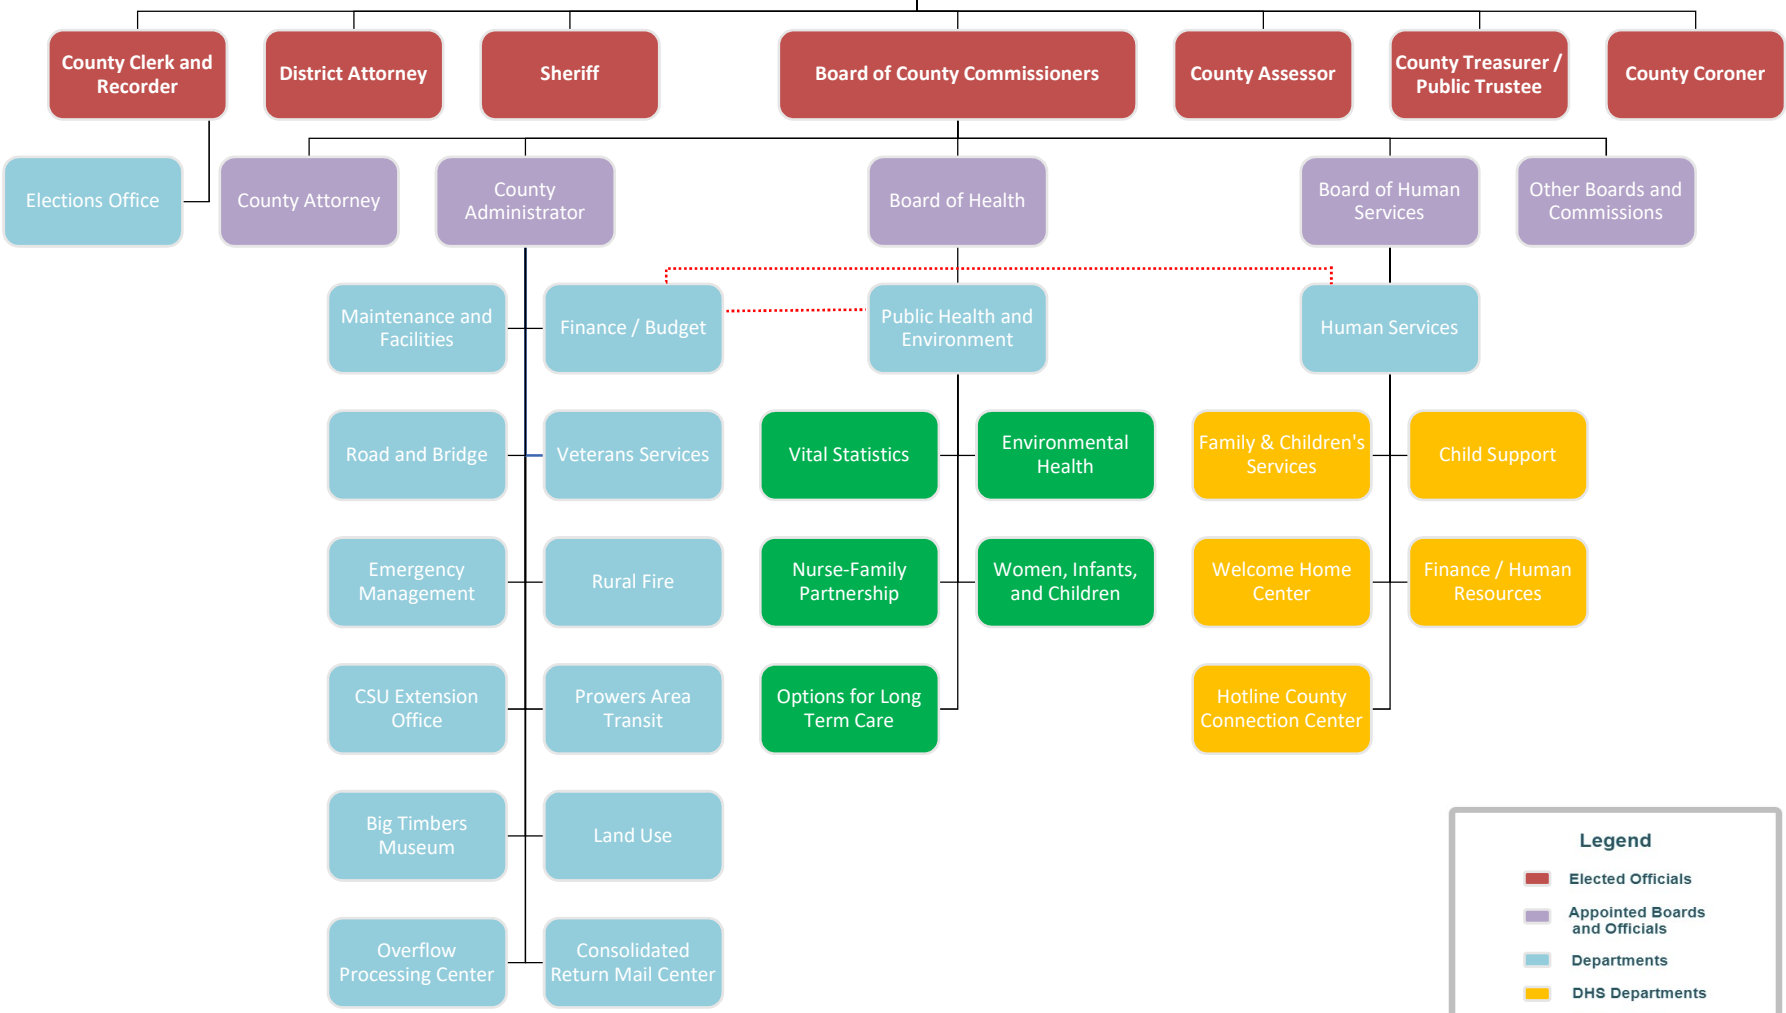 County Clerk and
Recorder
District Attorney
Sheriff
Board of County Commissioners
County Assessor
County Treasurer /
Public Trustee
County Coroner
Elections Office
County Attorney
County
Administrator
Board of Health
Board of Human
Services
Other Boards and
Commissions
Maintenance and
Facilities
Finance / Budget
Public Health and
Environment
Human Services
Road and Bridge
Veterans Services
Vital Statistics
Environmental
Health
Family & Children's
Services
Child Support
Emergency
Management
Rural Fire
Nurse-Family
Partnership
Women, Infants,
and Children
Welcome Home
Center
Finance / Human
Resources
CSU Extension
Office
Prowers Area
Transit
Options for Long
Term Care
Hotline County
Connection Center
Big Timbers
Museum
Land Use
Overflow
Processing Center
Consolidated
Return Mail Center
Legend
Elected Officials
Appointed Boards
and Officials
Departments
DHS Departments